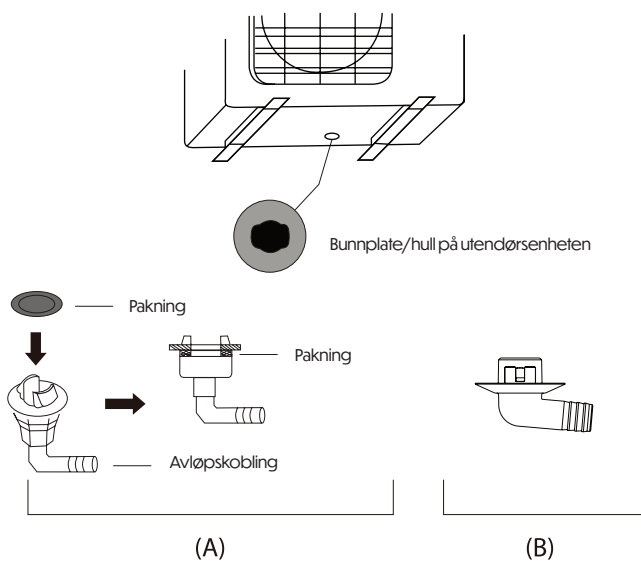 Bunnplate/hull på utendørsenheten
Pakning
Pakning
Avløpskobling
(A)
(B)